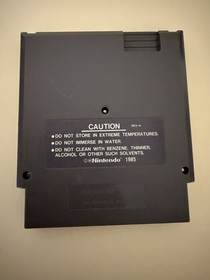 CAUTION
● DO NOT STORE IN EXTREME TEMPERATURES.
● DO NOT IMMERSE IN WATER.
● DO NOT CLEAN WITH BENZENE, THINNER,
ALCOHOL OR OTHER SUCH SOLVENTS.
Nintendo 1985